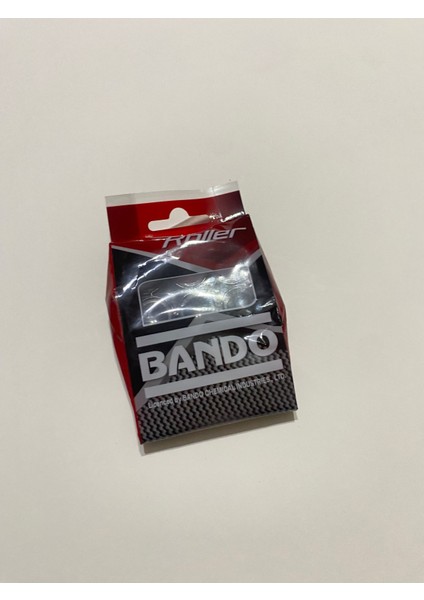 Roller
BANDO
Licensed by BANDO CHEMICAL INDUSTRIES., LTD